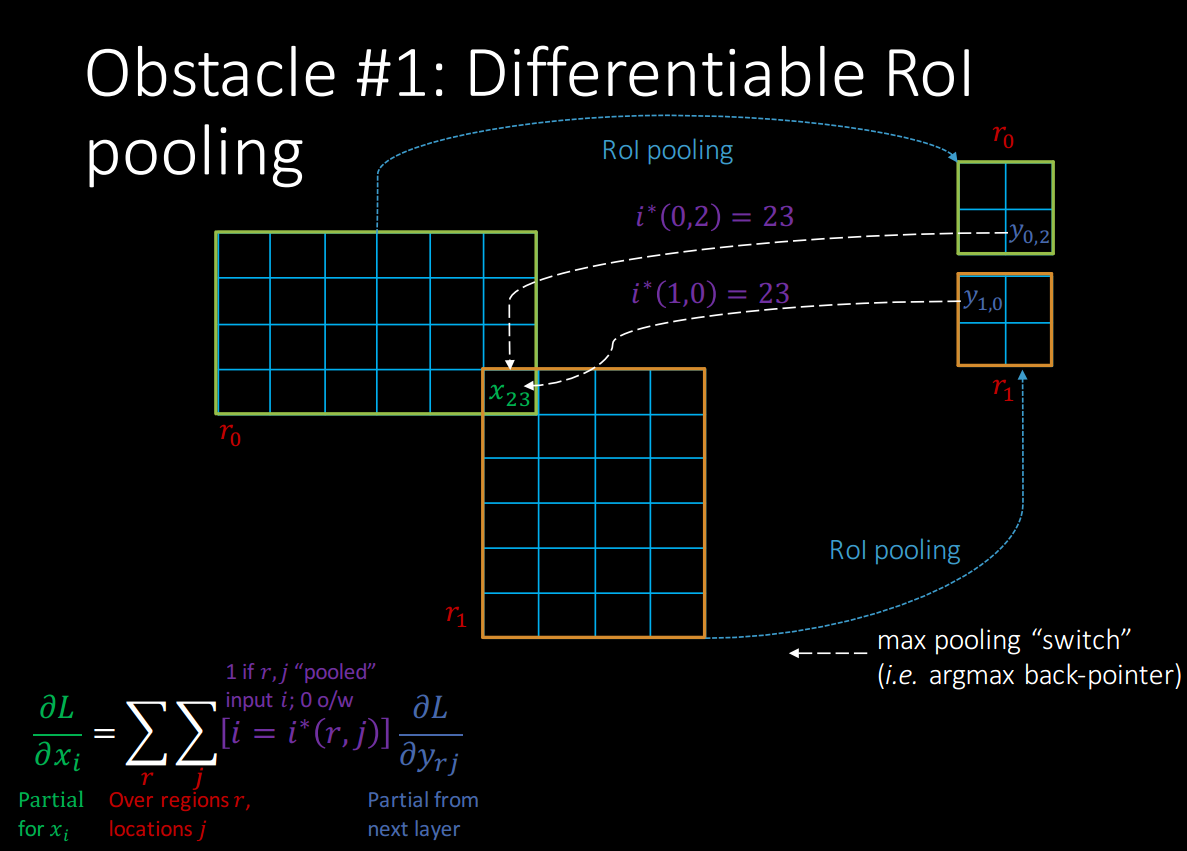 Obstacle #1: Differentiable RoI
pooling
RoI pooling
r₀
i*(0,2) = 23
y₀,₂
i*(1,0) = 23
y₁,₀
x₂₃
r₁
r₀
RoI pooling
r₁
max pooling “switch”
(i.e. argmax back-pointer)
1 if r, j “pooled”
input i; 0 o/w
∂L/∂xᵢ = ∑r ∑j [i = i*(r, j)] ∂L/∂yrj
Partial
for xᵢ
Over regions r,
locations j
Partial from
next layer